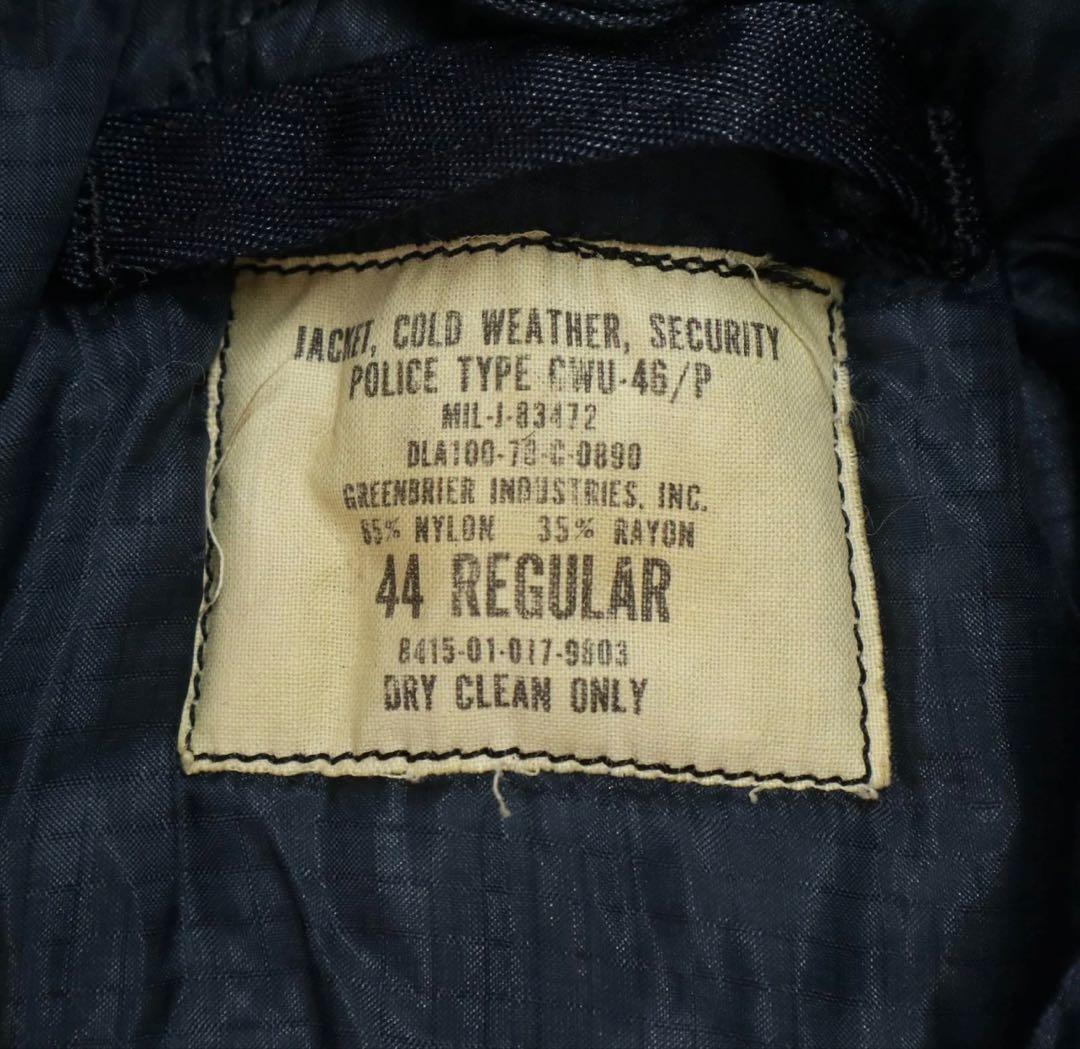 JACKET, COLD WEATHER, SECURITY
POLICE TYPE CWU-46/P
MIL-J-83472
DLA100-78-C-0890
GREENBRIER INDUSTRIES, INC.
65% NYLON 35% RAYON
44 REGULAR
8415-01-017-9803
DRY CLEAN ONLY